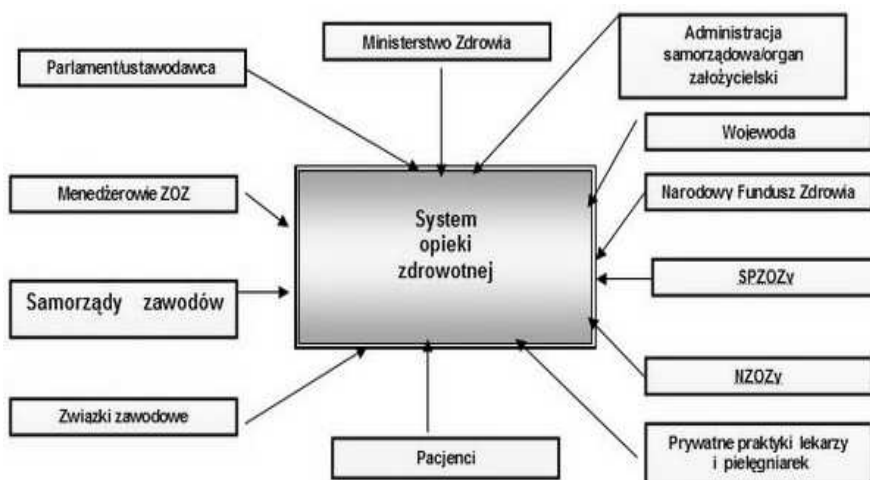 Ministerstwo Zdrowia
Administracja
samorządowa/organ
założycielski
Parlament/ustawodawca
Wojewoda
Menedżerowie ZOZ
Narodowy Fundusz Zdrowia
System
opieki
zdrowotnej
SPZOZy
Samorządy zawodów
NZOZy
Związki zawodowe
Pacjenci
Prywatne praktyki lekarzy
i pielęgniarek